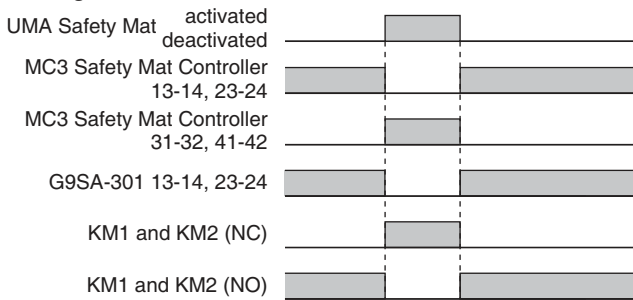 UMA Safety Mat activated
deactivated
MC3 Safety Mat Controller
13-14, 23-24
MC3 Safety Mat Controller
31-32, 41-42
G9SA-301 13-14, 23-24
KM1 and KM2 (NC)
KM1 and KM2 (NO)